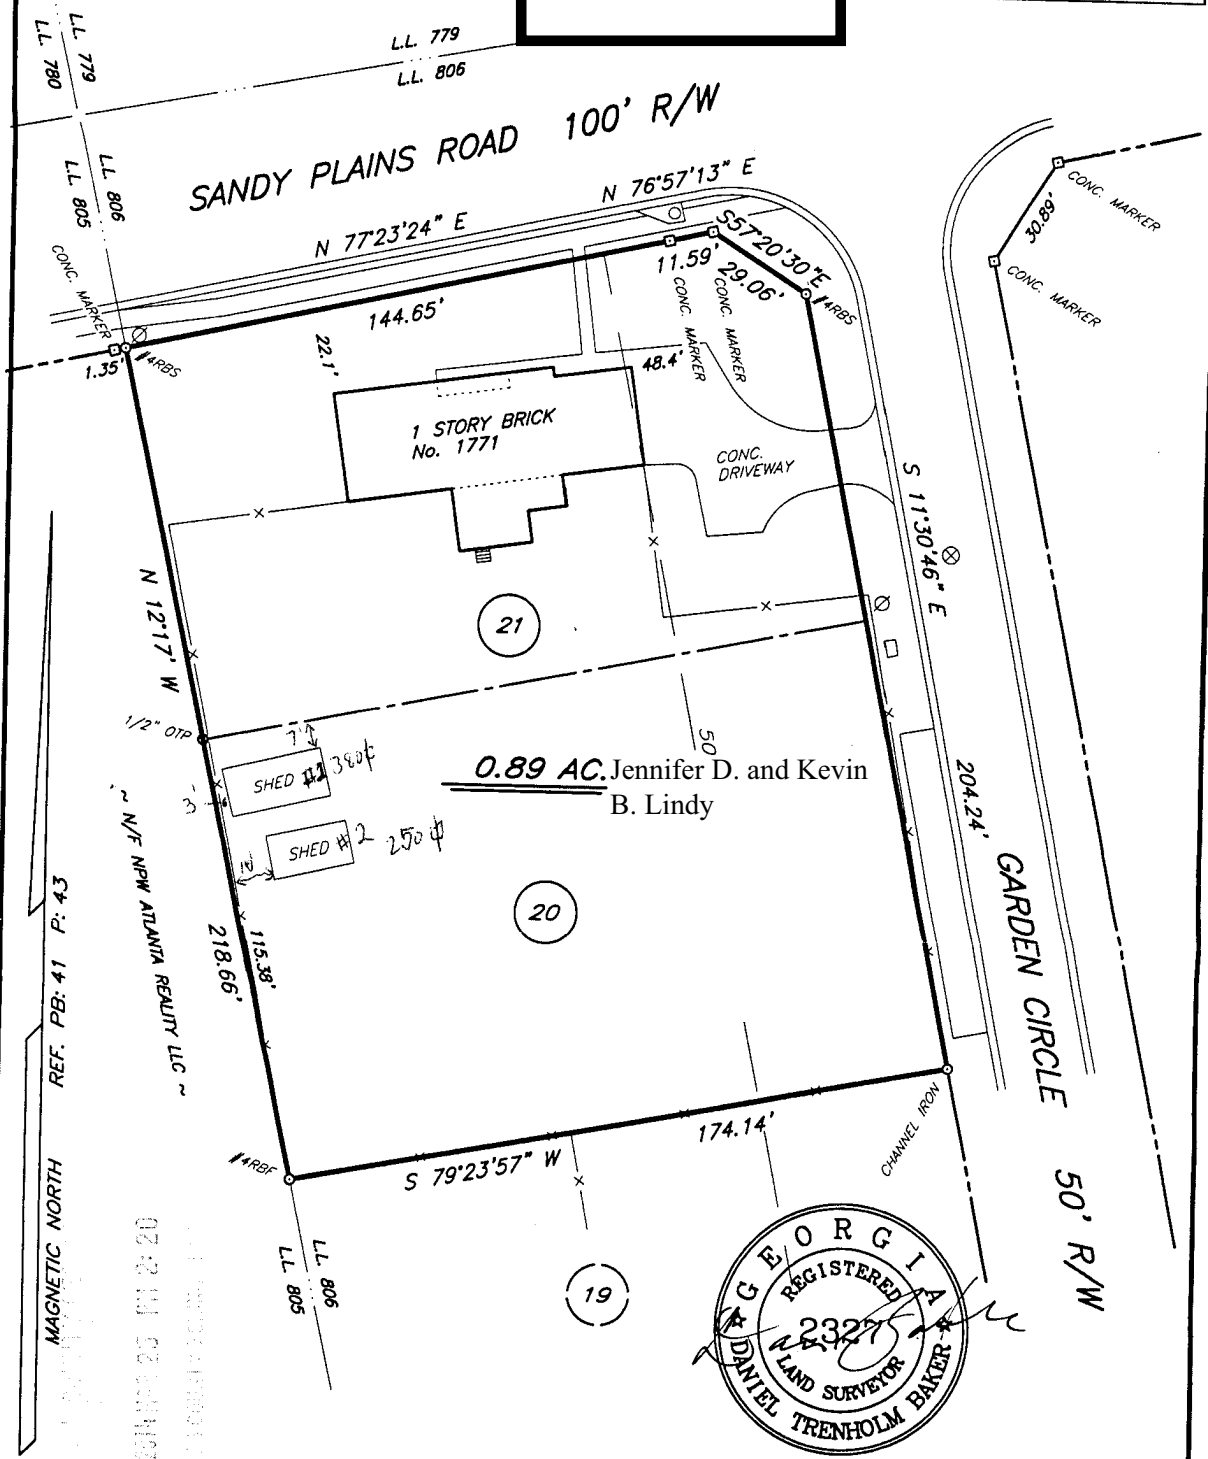 L.L. 779
L.L. 780
L.L. 779
L.L. 806
SANDY PLAINS ROAD 100' R/W
L.L. 806
L.L. 805
N 76°57'13" E
N 77°23'24" E
CONC. MARKER
30.89'
CONC. MARKER
S57°20'30"E
11.59'
29.06'
CONC. MARKER
CONC. MARKER
#4RBS
CONC. MARKER
1.35'
#4RBS
144.65'
22.1'
48.4'
1 STORY BRICK
No. 1771
CONC.
DRIVEWAY
S 11°30'46" E
N 12°17' W
21
1/2" OTP
7'
SHED #1 380
3'
SHED #2 250
50
0.89 AC.
Jennifer D. and Kevin
B. Lindy
204.24'
GARDEN CIRCLE 50' R/W
20
~ N/F NPW ATLANTA REALITY LLC ~
115.38'
218.66'
REF. PB: 41 P: 43
MAGNETIC NORTH
174.14'
S 79°23'57" W
CHANNEL IRON
#4RBF
L.L. 806
L.L. 805
19
GEORGIA
REGISTERED
2327
LAND SURVEYOR
DANIEL TRENHOLM BAKER